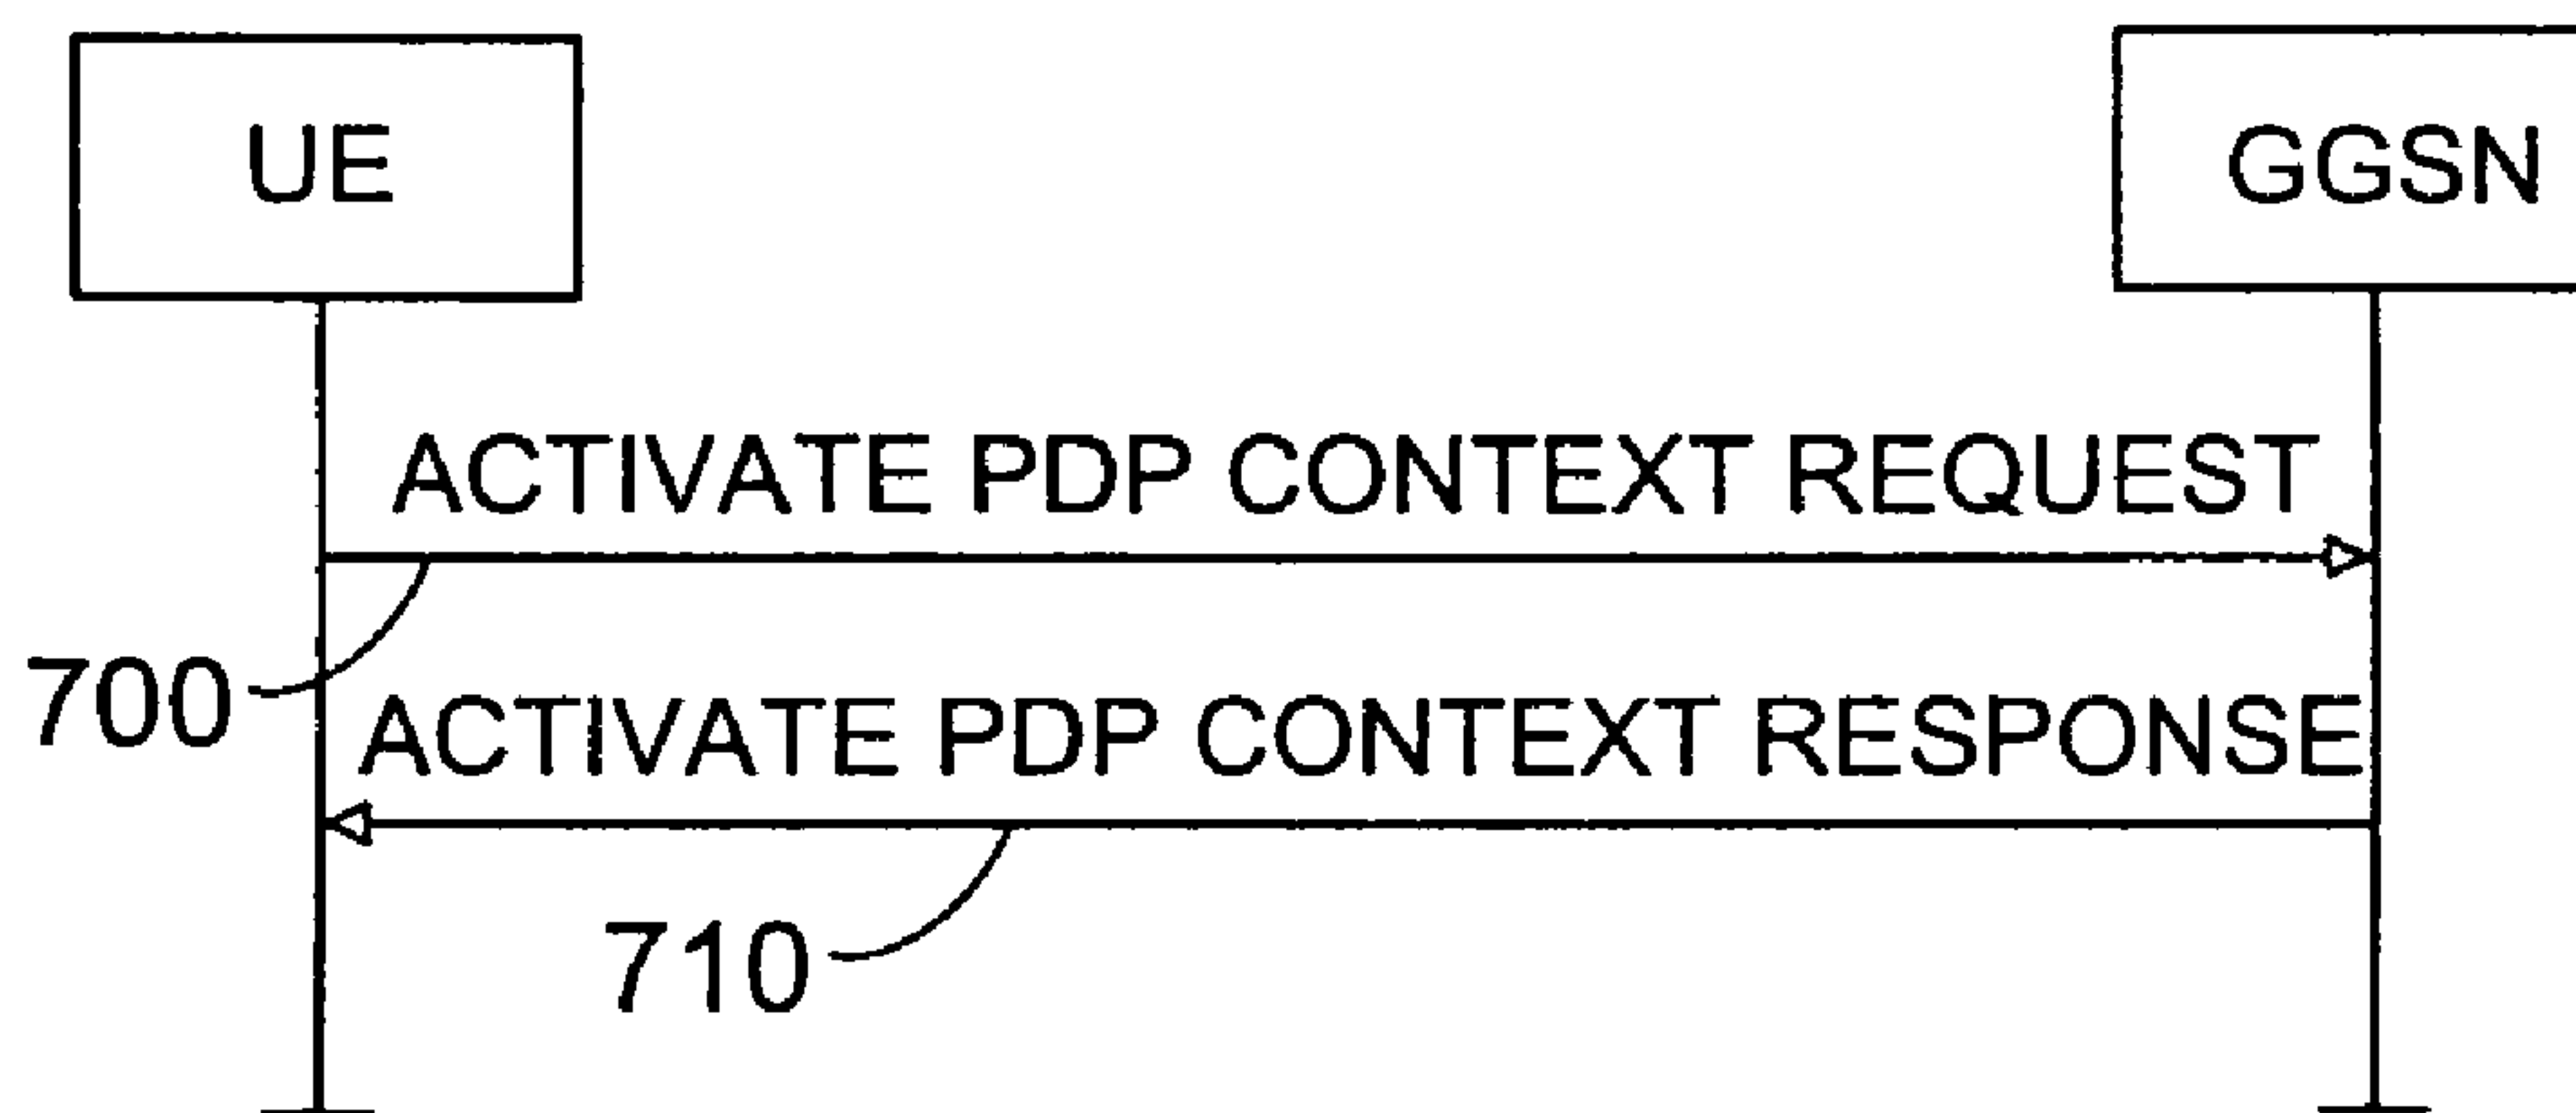 UE
GGSN
ACTIVATE PDP CONTEXT REQUEST
700
ACTIVATE PDP CONTEXT RESPONSE
710